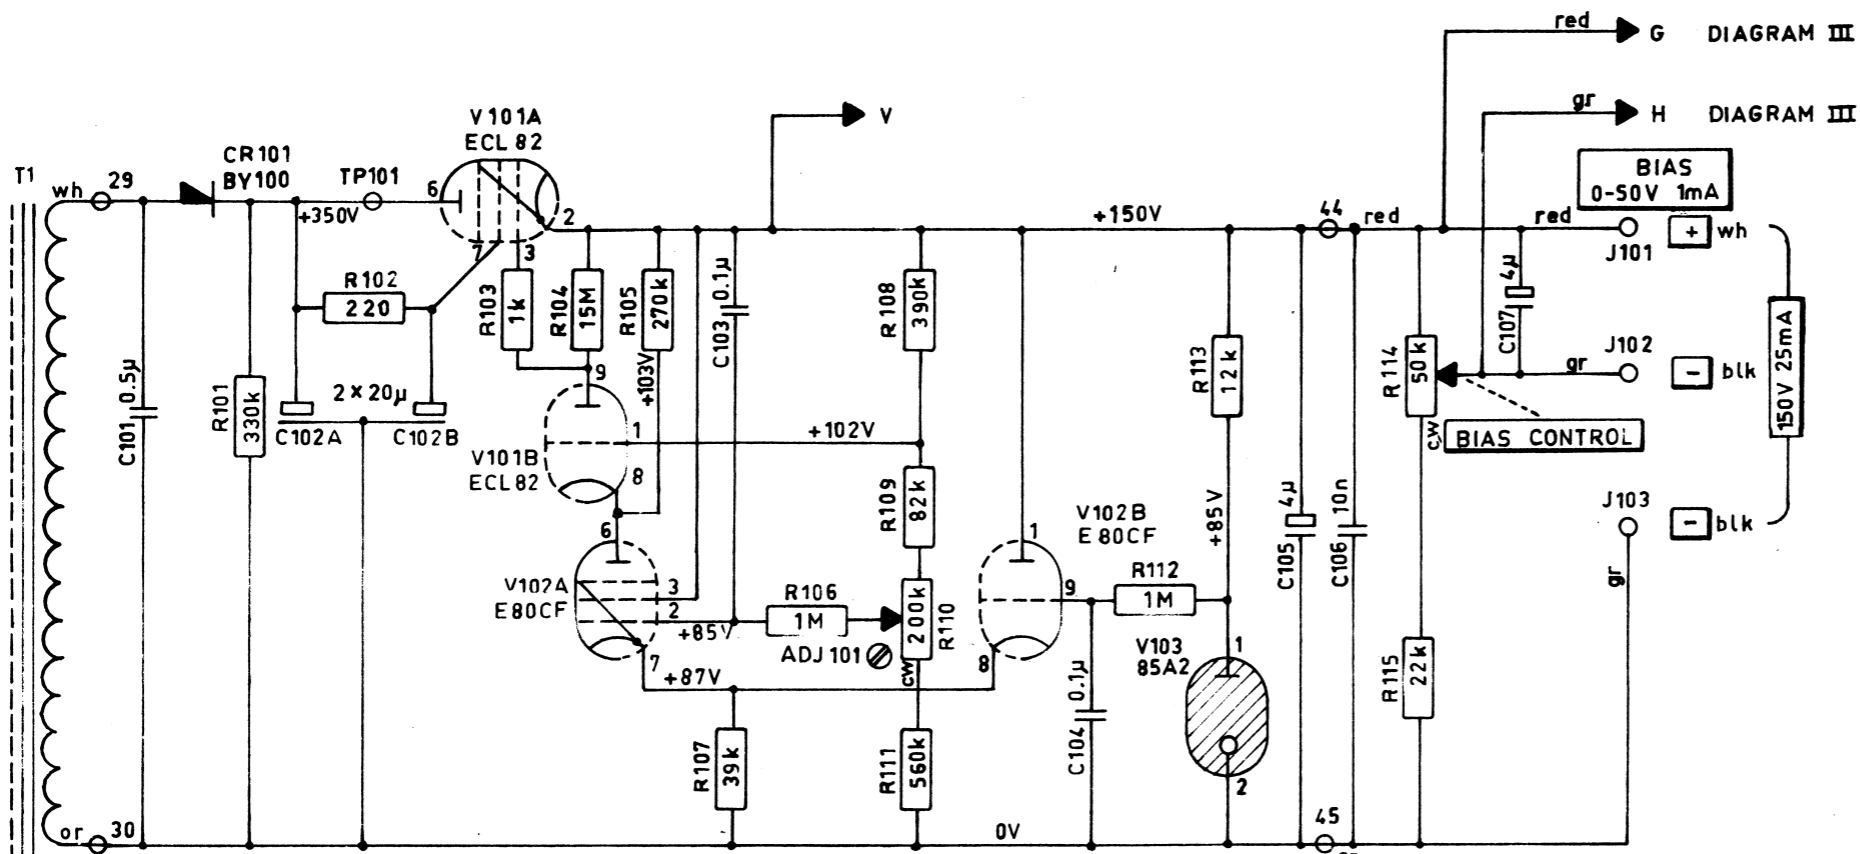 red
G DIAGRAM III
gr
H DIAGRAM III
V
V101A
ECL 82
CR101
BY100
TP101
T1
wh
29
+350V
6
2
7
3
+150V
44
red
red
BIAS
0-50V 1mA
+
wh
J101
R102
220
R103
1k
R104
15M
R105
270k
C103
0.1µ
R108
390k
+103V
R113
12k
4µ
C107
R114
50k
J102
gr
-
blk
150V 25mA
C101
0.5µ
R101
330k
2×20µ
C102A
C102B
9
1
+102V
V101B
ECL82
8
cw
BIAS CONTROL
R109
82k
+85V
C105
4µ
C106
10n
J103
-
blk
6
V102A
E80CF
3
2
+85V
7
R106
1M
ADJ 101
200k
R110
cw
1
V102B
E80CF
9
8
R112
1M
V103
85A2
1
2
gr
+87V
R107
39k
R111
560k
C104
0.1µ
R115
22k
or
30
0V
45